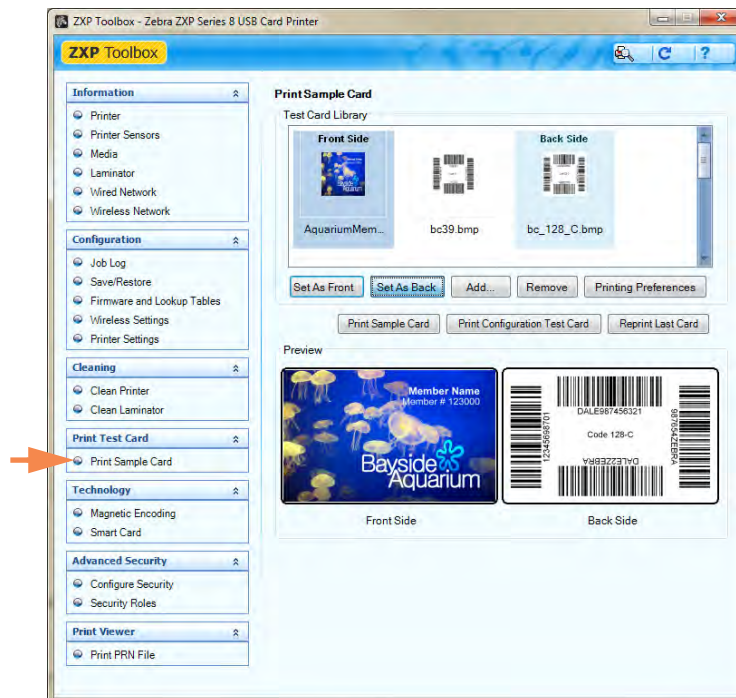 ZXP Toolbox - Zebra ZXP Series 8 USB Card Printer
ZXP Toolbox
?
Information
Printer
Printer Sensors
Media
Laminator
Wired Network
Wireless Network
Configuration
Job Log
Save/Restore
Firmware and Lookup Tables
Wireless Settings
Printer Settings
Cleaning
Clean Printer
Clean Laminator
Print Test Card
Print Sample Card
Technology
Magnetic Encoding
Smart Card
Advanced Security
Configure Security
Security Roles
Print Viewer
Print PRN File
Print Sample Card
Test Card Library
Front Side
Back Side
AquariumMem...
bc39.bmp
bc_128_C.bmp
Set As Front
Set As Back
Add...
Remove
Printing Preferences
Print Sample Card
Print Configuration Test Card
Reprint Last Card
Preview
Member Name
Member # 123000
Bayside
Aquarium
DALE987456321
12345698701
Code 128-C
987654ZEBRA
DALEZZEBRA
Front Side
Back Side